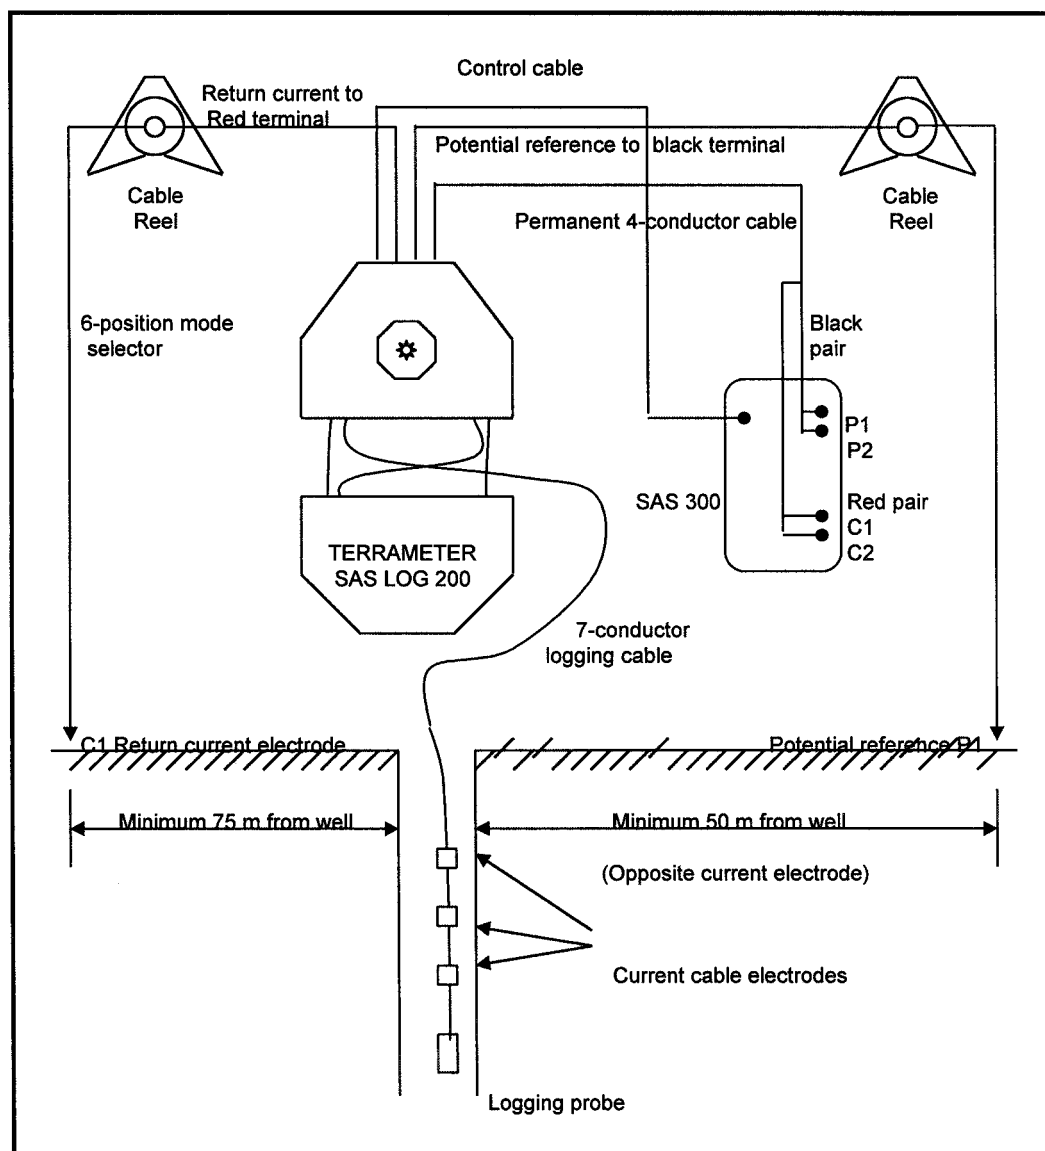 Control cable
Return current to
Red terminal
Potential reference to black terminal
Cable
Reel
Cable
Reel
Permanent 4-conductor cable
6-position mode
selector
Black
pair
P1
P2
SAS 300
Red pair
C1
C2
TERRAMETER
SAS LOG 200
7-conductor
logging cable
C1 Return current electrode
Potential reference P1
Minimum 75 m from well
Minimum 50 m from well
(Opposite current electrode)
Current cable electrodes
Logging probe